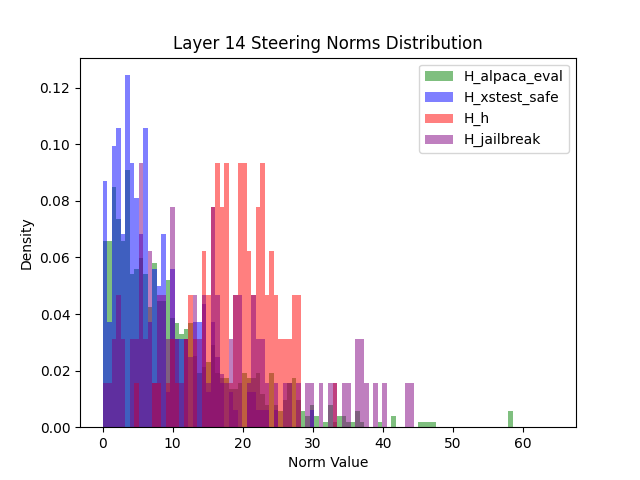 Layer 14 Steering Norms Distribution
H_alpaca_eval
H_xstest_safe
H_h
H_jailbreak
0.12
0.10
0.08
0.06
0.04
0.02
0.00
Density
0 10 20 30 40 50 60
Norm Value